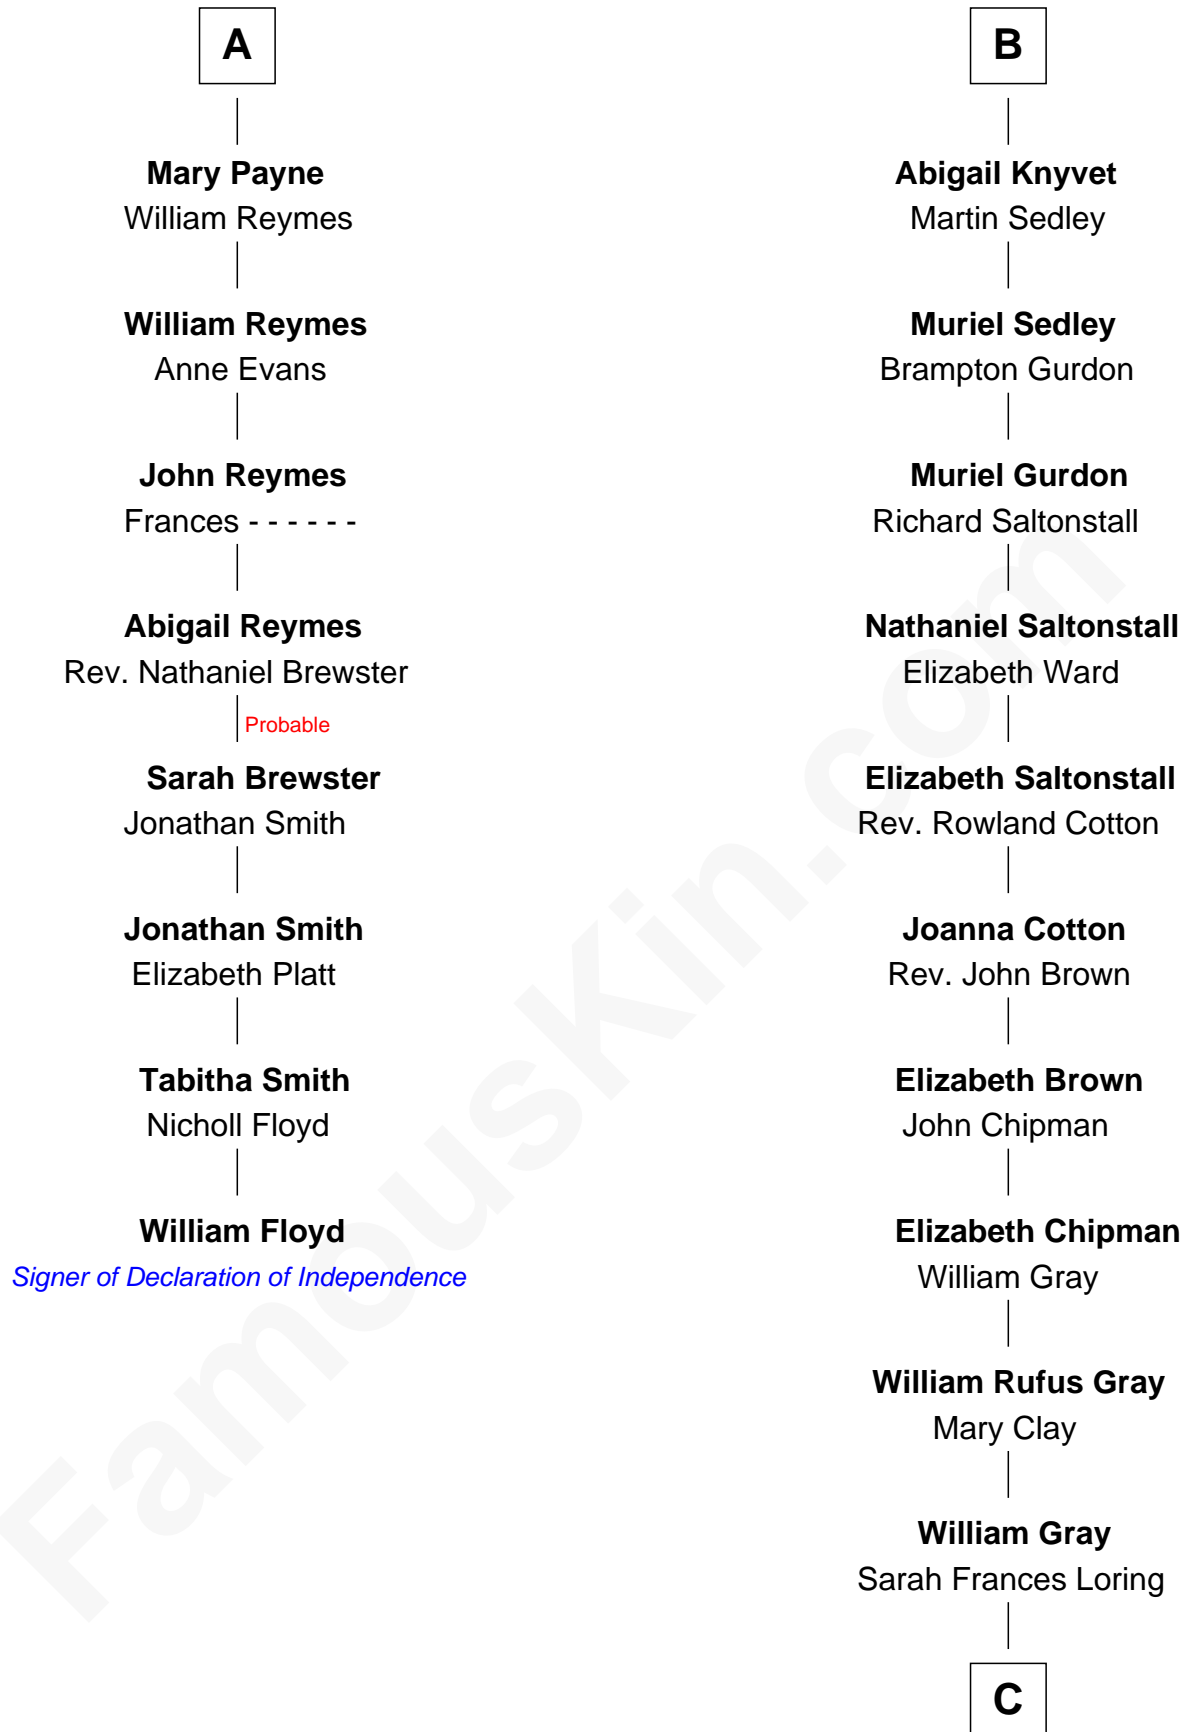 A
Mary Payne
William Reymes
William Reymes
Anne Evans
John Reymes
Frances - - - - - -
Abigail Reymes
Rev. Nathaniel Brewster
Probable
Sarah Brewster
Jonathan Smith
Jonathan Smith
Elizabeth Platt
Tabitha Smith
Nicholl Floyd
William Floyd
Signer of Declaration of Independence
B
Abigail Knyvet
Martin Sedley
Muriel Sedley
Brampton Gurdon
Muriel Gurdon
Richard Saltonstall
Nathaniel Saltonstall
Elizabeth Ward
Elizabeth Saltonstall
Rev. Rowland Cotton
Joanna Cotton
Rev. John Brown
Elizabeth Brown
John Chipman
Elizabeth Chipman
William Gray
William Rufus Gray
Mary Clay
William Gray
Sarah Frances Loring
C
FamousKin.com